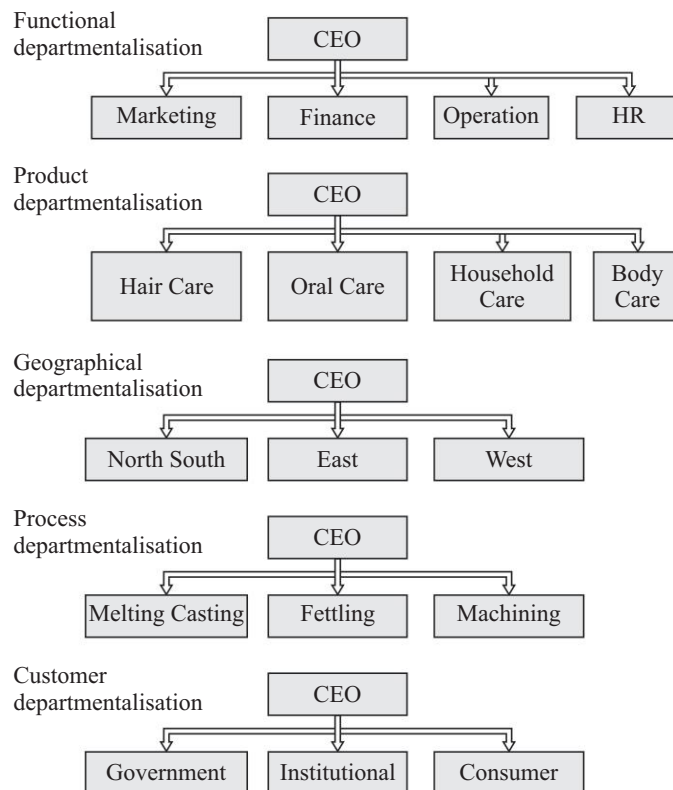 Functional
departmentalisation
CEO
Marketing Finance Operation HR
Product
departmentalisation
CEO
Hair Care Oral Care Household
Care Body
Care
Geographical
departmentalisation
CEO
North South East West
Process
departmentalisation
CEO
Melting Casting Fettling Machining
Customer
departmentalisation
CEO
Government Institutional Consumer